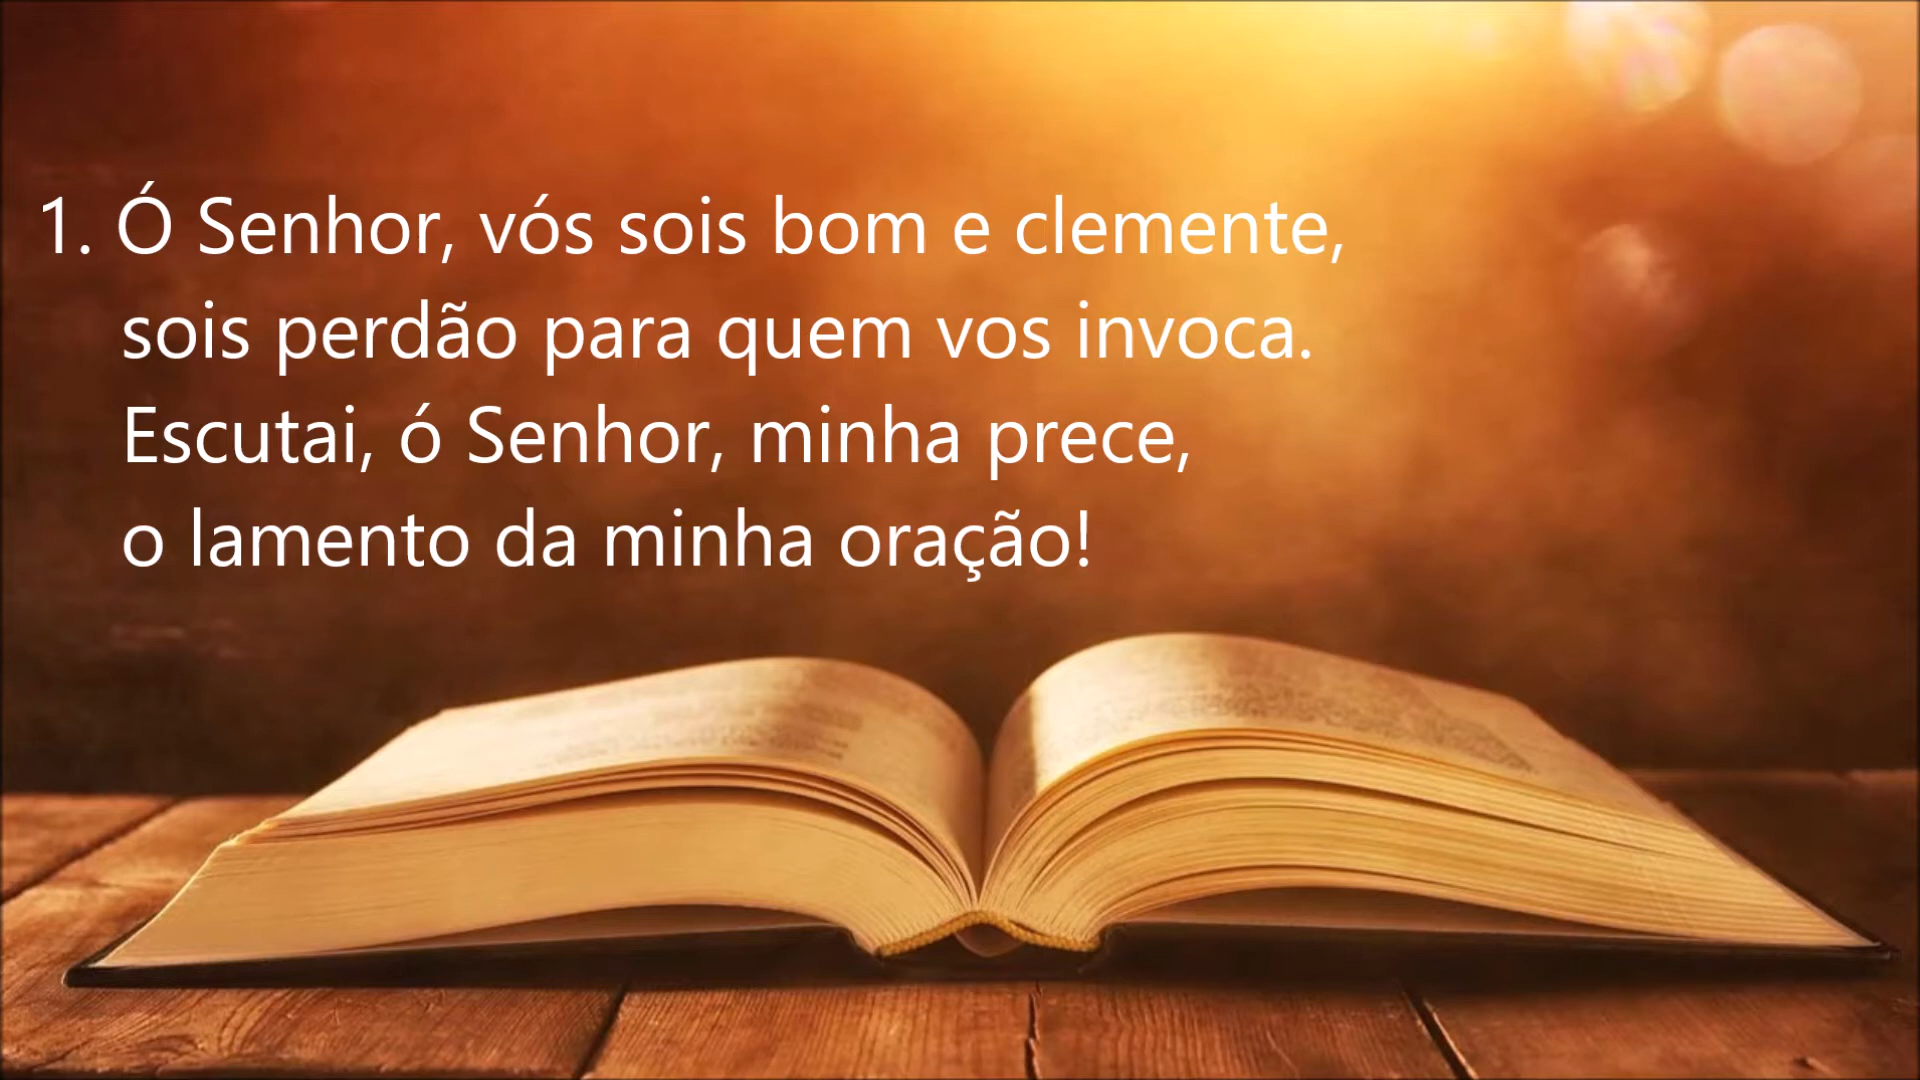 1. Ó Senhor, vós sois bom e clemente,
sois perdão para quem vos invoca.
Escutai, ó Senhor, minha prece,
o lamento da minha oração!